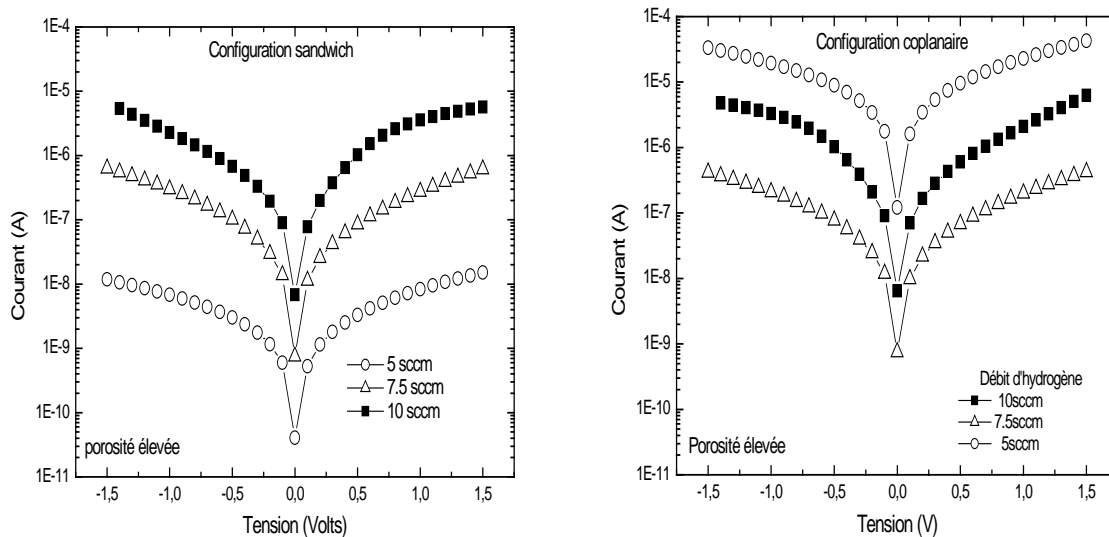 Configuration sandwich
1E-4
1E-5
1E-6
1E-7
1E-8
1E-9
1E-10
1E-11
Courant (A)
5 sccm
7.5 sccm
10 sccm
porosité élevée
-1,5 -1,0 -0,5 0,0 0,5 1,0 1,5
Tension (Volts)
Configuration coplanaire
1E-4
1E-5
1E-6
1E-7
1E-8
1E-9
1E-10
1E-11
Courant (A)
Débit d'hydrogène
10sccm
7.5sccm
5sccm
Porosité élevée
-1,5 -1,0 -0,5 0,0 0,5 1,0 1,5
Tension (V)